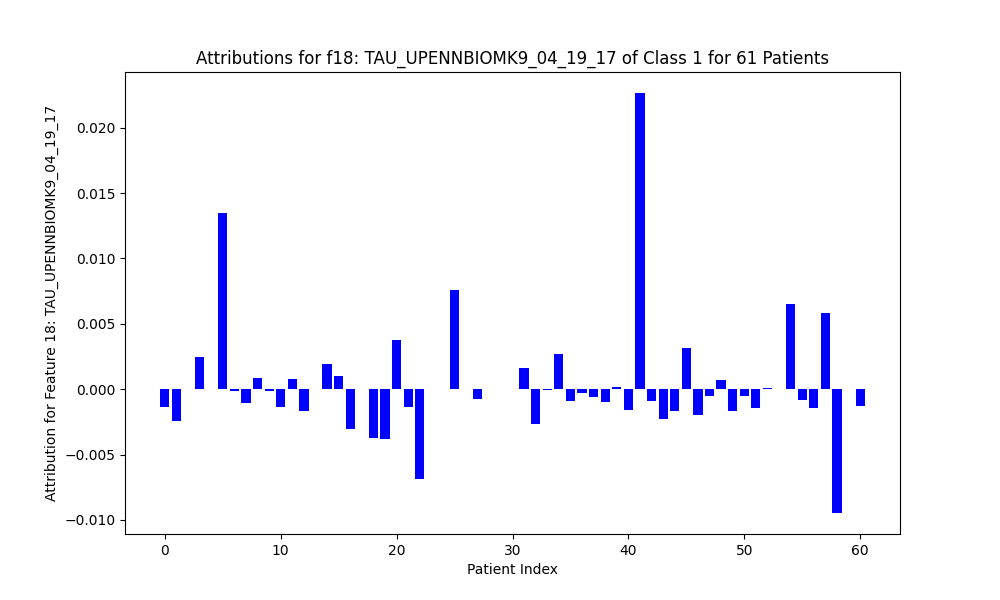 Attributions for f18: TAU_UPENNBIOMK9_04_19_17 of Class 1 for 61 Patients
Attribution for Feature 18: TAU_UPENNBIOMK9_04_19_17
0.020
0.015
0.010
0.005
0.000
−0.005
−0.010
0 10 20 30 40 50 60
Patient Index